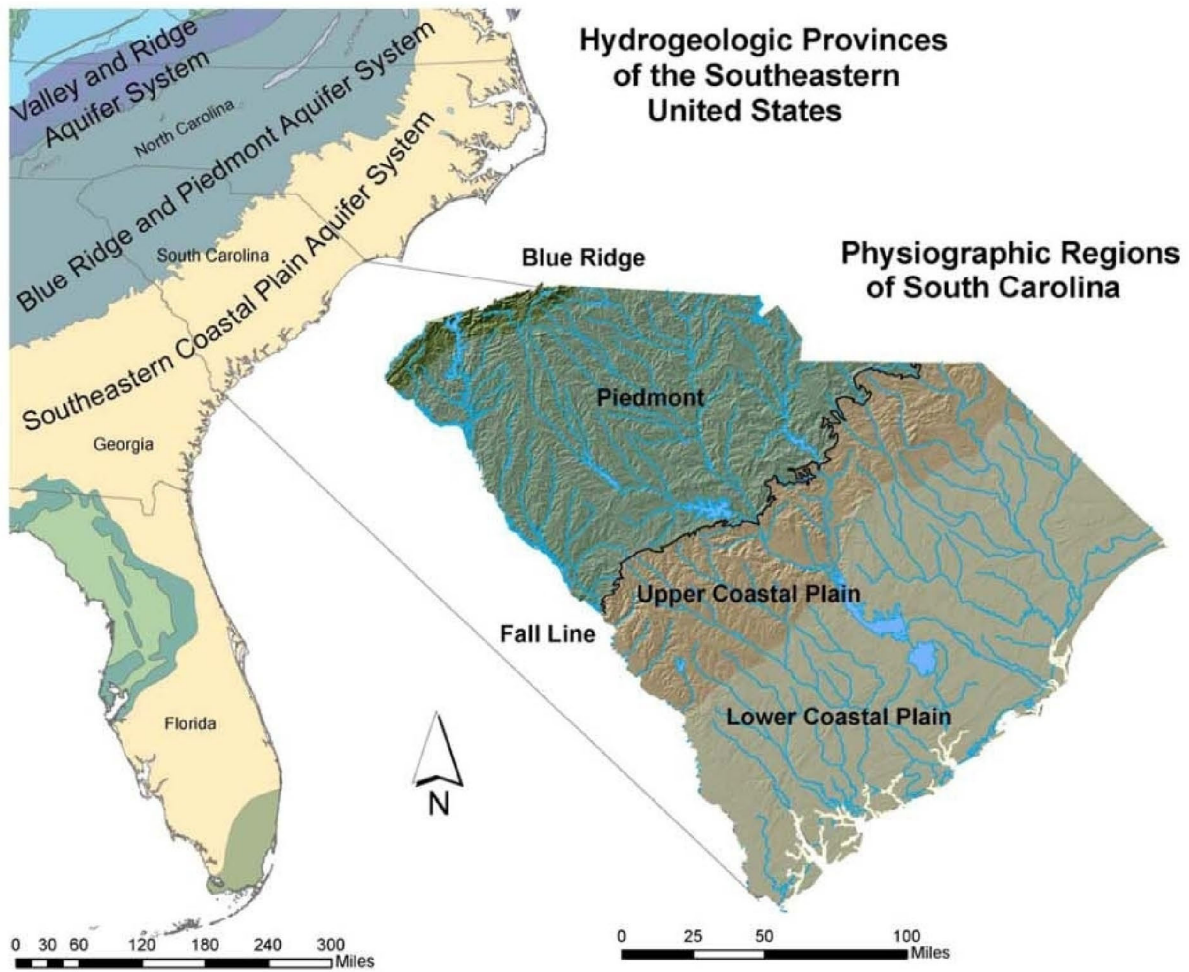 Hydrogeologic Provinces
of the Southeastern
United States
Valley and Ridge
Aquifer System
North Carolina
Blue Ridge and Piedmont Aquifer System
South Carolina
Southeastern Coastal Plain Aquifer System
Georgia
Florida
Physiographic Regions
of South Carolina
Blue Ridge
Piedmont
Upper Coastal Plain
Fall Line
Lower Coastal Plain
N
0 30 60 120 180 240 300
Miles
0 25 50 100
Miles